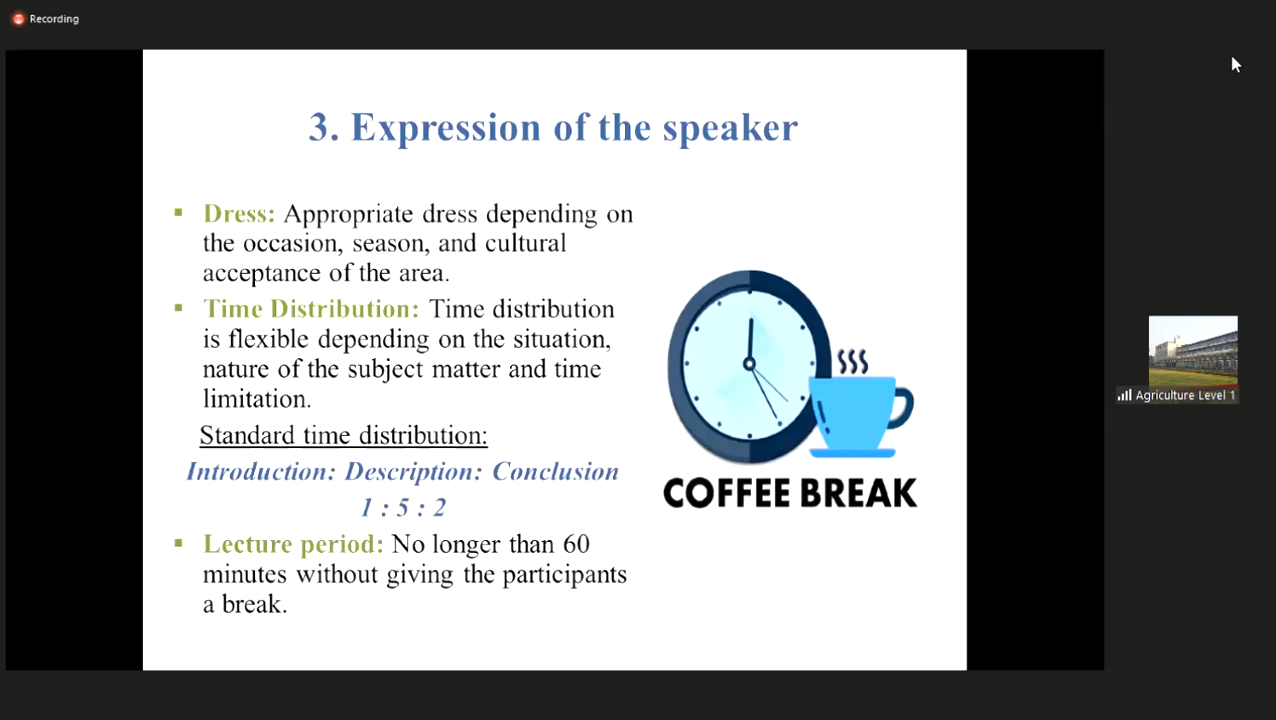 Recording
3. Expression of the speaker
▪ Dress: Appropriate dress depending on
the occasion, season, and cultural
acceptance of the area.
▪ Time Distribution: Time distribution
is flexible depending on the situation,
nature of the subject matter and time
limitation.
Standard time distribution:
Introduction: Description: Conclusion
1 : 5 : 2
▪ Lecture period: No longer than 60
minutes without giving the participants
a break.
COFFEE BREAK
Agriculture Level 1